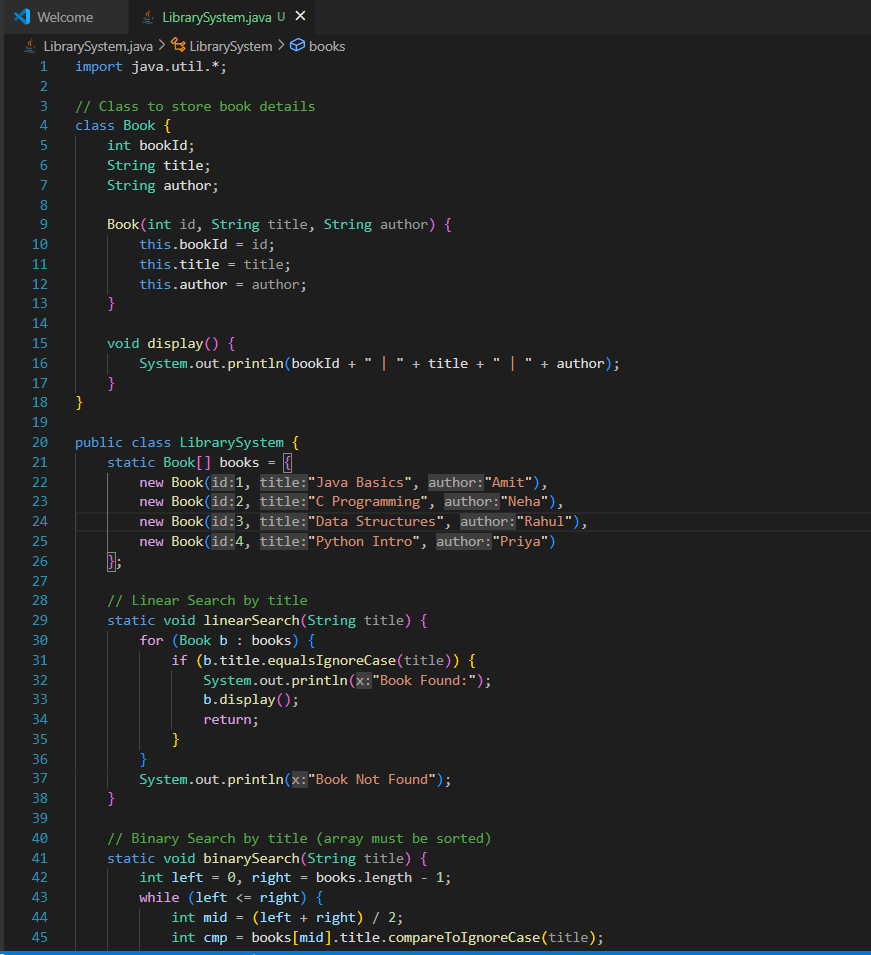 Welcome
LibrarySystem.java U
LibrarySystem.java > LibrarySystem > books
1 import java.util.*;
2
3 // Class to store book details
4 class Book {
5     int bookId;
6     String title;
7     String author;
8
9     Book(int id, String title, String author) {
10         this.bookId = id;
11         this.title = title;
12         this.author = author;
13     }
14
15     void display() {
16         System.out.println(bookId + " | " + title + " | " + author);
17     }
18 }
19
20 public class LibrarySystem {
21     static Book[] books = {
22         new Book(id:1, title:"Java Basics", author:"Amit"),
23         new Book(id:2, title:"C Programming", author:"Neha"),
24         new Book(id:3, title:"Data Structures", author:"Rahul"),
25         new Book(id:4, title:"Python Intro", author:"Priya")
26     };
27
28     // Linear Search by title
29     static void linearSearch(String title) {
30         for (Book b : books) {
31             if (b.title.equalsIgnoreCase(title)) {
32                 System.out.println(x:"Book Found:");
33                 b.display();
34                 return;
35             }
36         }
37         System.out.println(x:"Book Not Found");
38     }
39
40     // Binary Search by title (array must be sorted)
41     static void binarySearch(String title) {
42         int left = 0, right = books.length - 1;
43         while (left <= right) {
44             int mid = (left + right) / 2;
45             int cmp = books[mid].title.compareToIgnoreCase(title);